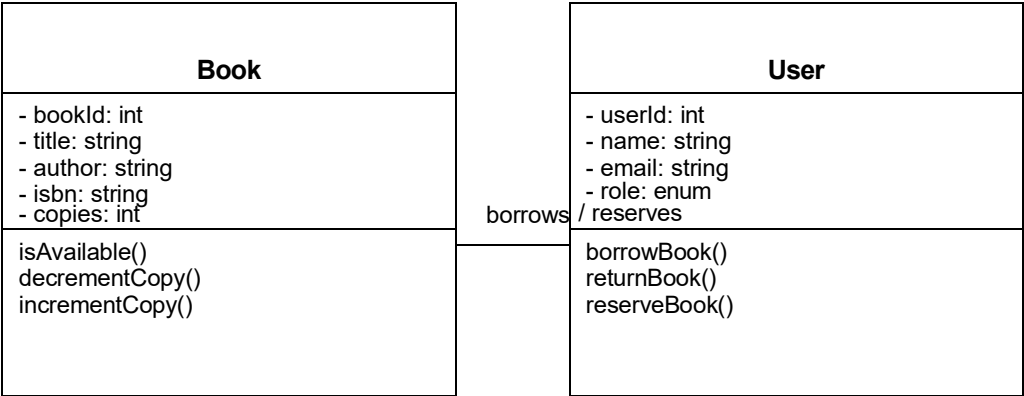 Book
- bookId: int
- title: string
- author: string
- isbn: string
- copies: int
isAvailable()
decrementCopy()
incrementCopy()
borrows / reserves
User
- userId: int
- name: string
- email: string
- role: enum
borrowBook()
returnBook()
reserveBook()